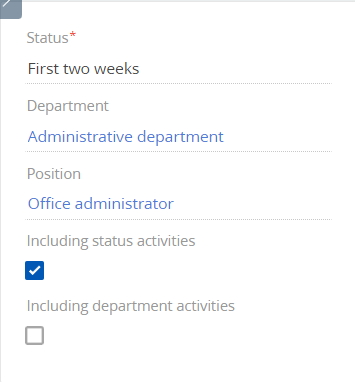 Status*
First two weeks
Department
Administrative department
Position
Office administrator
Including status activities
Including department activities